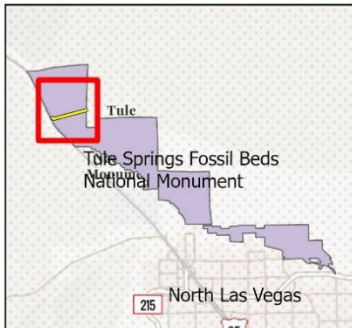 Tule
Tule Springs Fossil Beds
National Monument
215
North Las Vegas